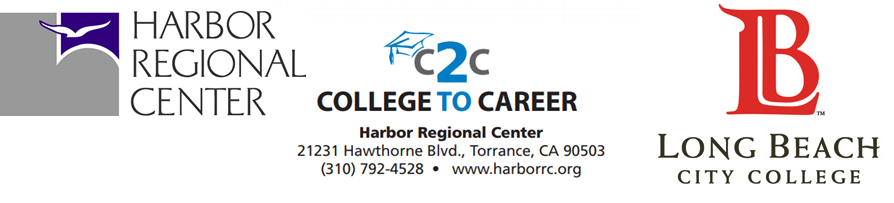 HARBOR
REGIONAL
CENTER
c2c
COLLEGE TO CAREER
Harbor Regional Center
21231 Hawthorne Blvd., Torrance, CA 90503
(310) 792-4528 • www.harborrc.org
LB
™
LONG BEACH
CITY COLLEGE